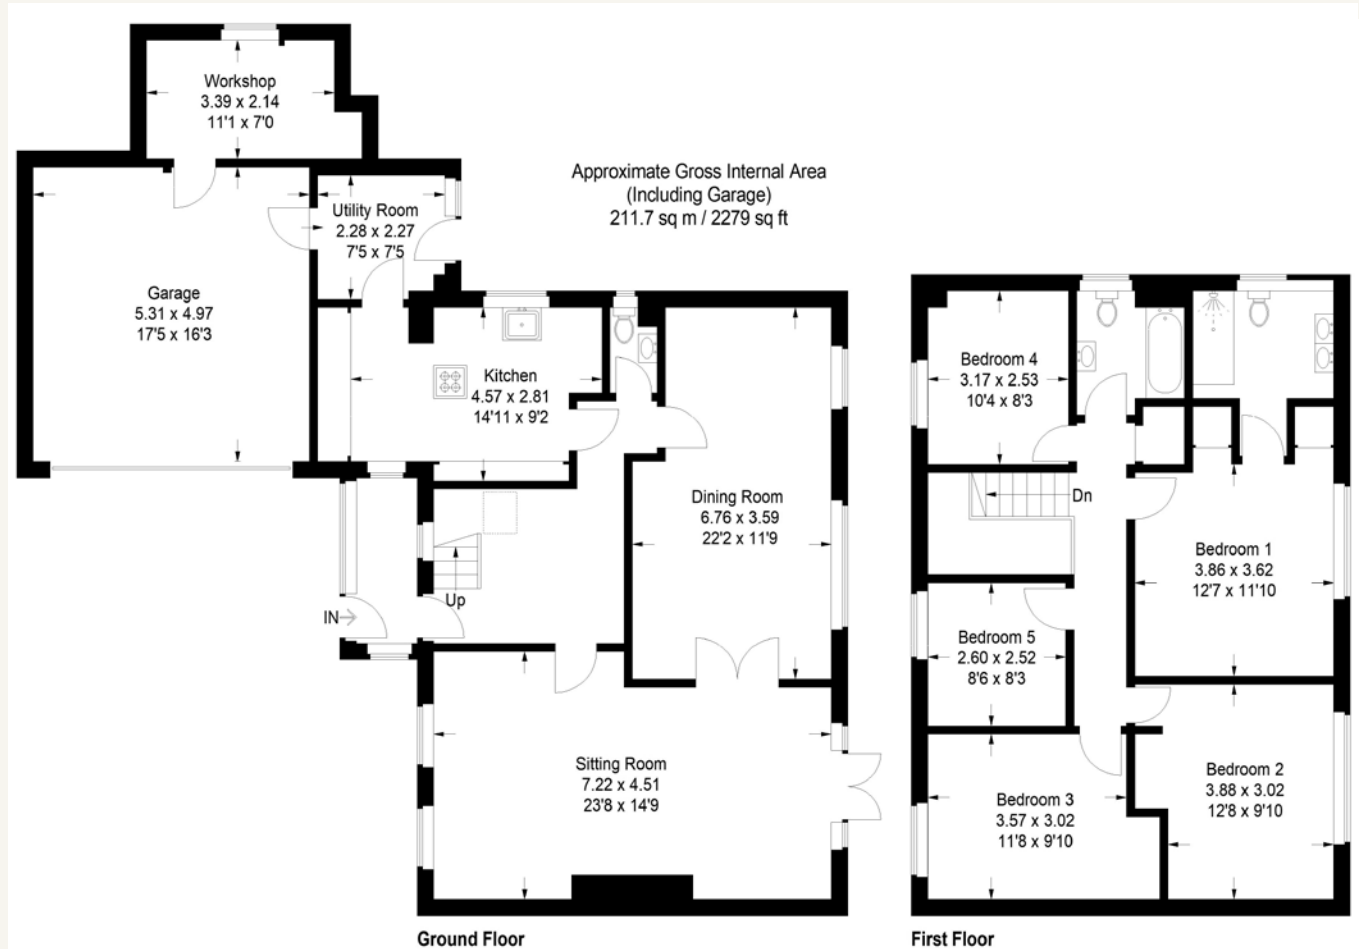 Workshop
3.39 x 2.14
11'1 x 7'0
Approximate Gross Internal Area
(Including Garage)
211.7 sq m / 2279 sq ft
Utility Room
2.28 x 2.27
7'5 x 7'5
Garage
5.31 x 4.97
17'5 x 16'3
Kitchen
4.57 x 2.81
14'11 x 9'2
Dining Room
6.76 x 3.59
22'2 x 11'9
Up
IN
Sitting Room
7.22 x 4.51
23'8 x 14'9
Ground Floor
Bedroom 4
3.17 x 2.53
10'4 x 8'3
Dn
Bedroom 1
3.86 x 3.62
12'7 x 11'10
Bedroom 5
2.60 x 2.52
8'6 x 8'3
Bedroom 2
3.88 x 3.02
12'8 x 9'10
Bedroom 3
3.57 x 3.02
11'8 x 9'10
First Floor